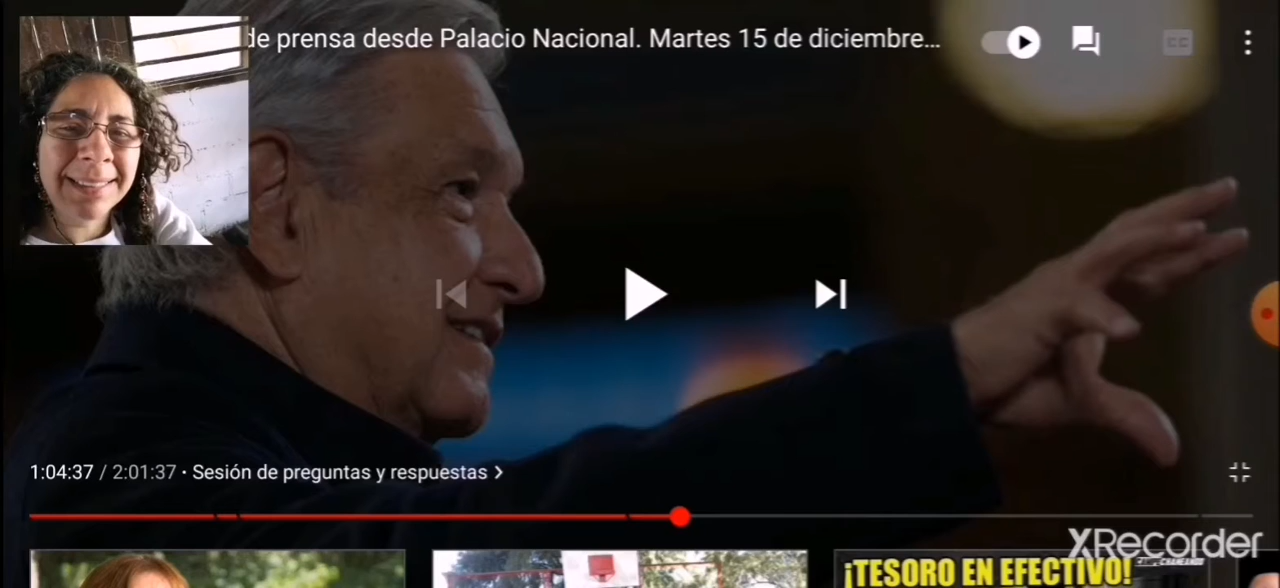 de prensa desde Palacio Nacional. Martes 15 de diciembre...
CC
1:04:37 / 2:01:37 • Sesión de preguntas y respuestas >
XRecorder
¡TESORO EN EFECTIVO!